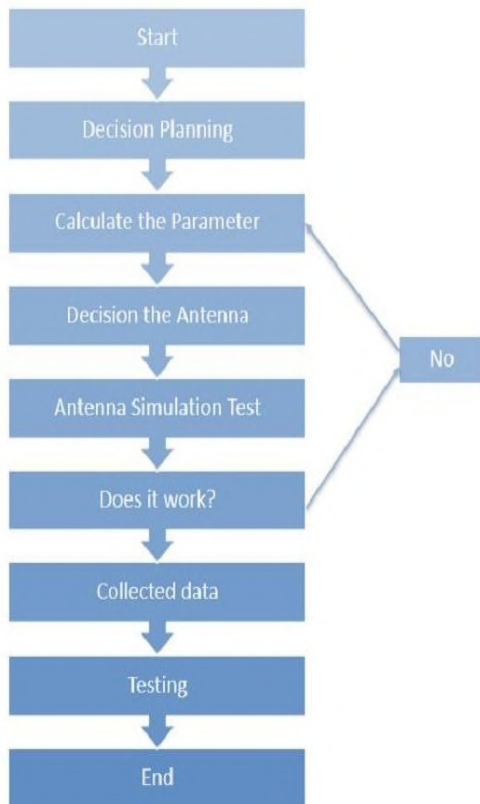 Start
Decision Planning
Calculate the Parameter
Decision the Antenna
No
Antenna Simulation Test
Does it work?
Collected data
Testing
End